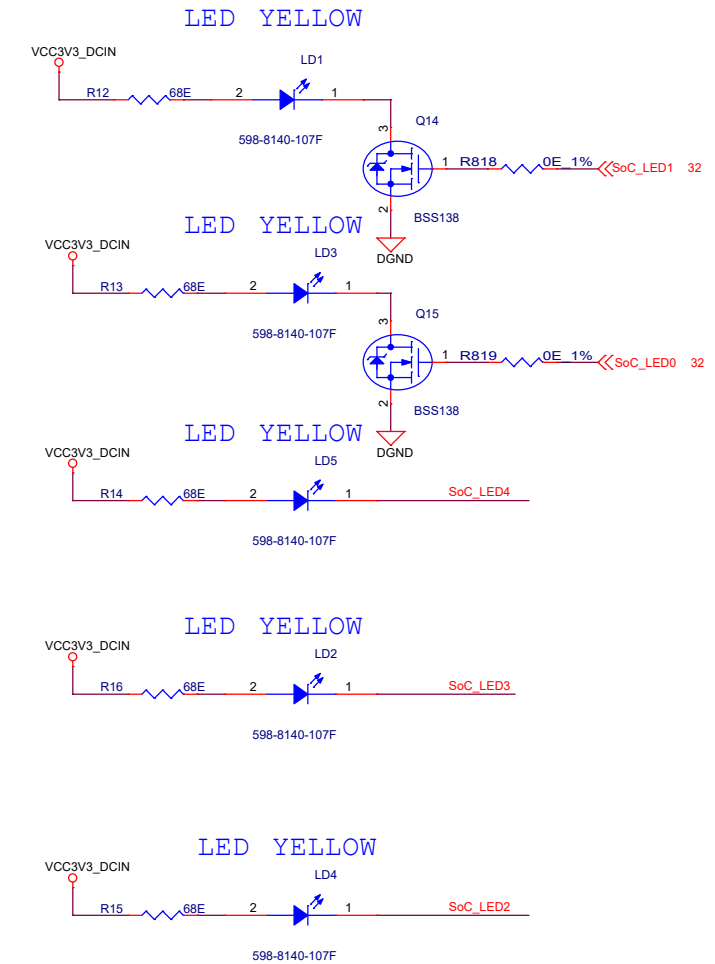 LED YELLOW
VCC3V3_DCIN
LD1
R12 68E 2 1
598-8140-107F
3 Q14
1 R818 0E_1% SoC_LED1 32
2 BSS138
DGND
LED YELLOW
VCC3V3_DCIN
LD3
R13 68E 2 1
598-8140-107F
3 Q15
1 R819 0E_1% SoC_LED0 32
2 BSS138
DGND
LED YELLOW
VCC3V3_DCIN
LD5
R14 68E 2 1 SoC_LED4
598-8140-107F
LED YELLOW
VCC3V3_DCIN
LD2
R16 68E 2 1 SoC_LED3
598-8140-107F
LED YELLOW
VCC3V3_DCIN
LD4
R15 68E 2 1 SoC_LED2
598-8140-107F